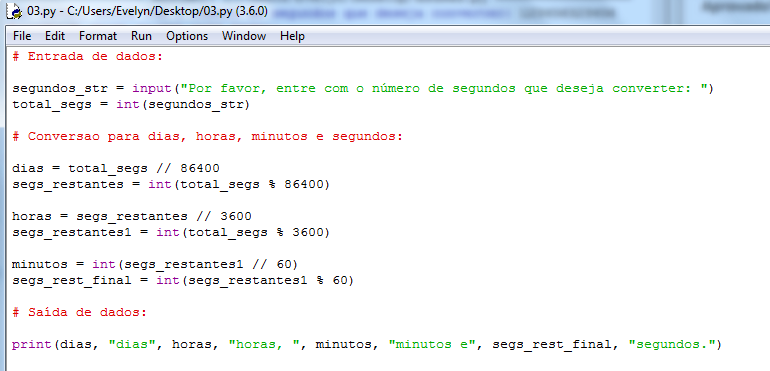 03.py - C:/Users/Evelyn/Desktop/03.py (3.6.0)
File Edit Format Run Options Window Help
# Entrada de dados:
segundos_str = input("Por favor, entre com o número de segundos que deseja converter: ")
total_segs = int(segundos_str)
# Conversao para dias, horas, minutos e segundos:
dias = total_segs // 86400
segs_restantes = int(total_segs % 86400)
horas = segs_restantes // 3600
segs_restantes1 = int(total_segs % 3600)
minutos = int(segs_restantes1 // 60)
segs_rest_final = int(segs_restantes1 % 60)
# Saída de dados:
print(dias, "dias", horas, "horas, ", minutos, "minutos e", segs_rest_final, "segundos.")